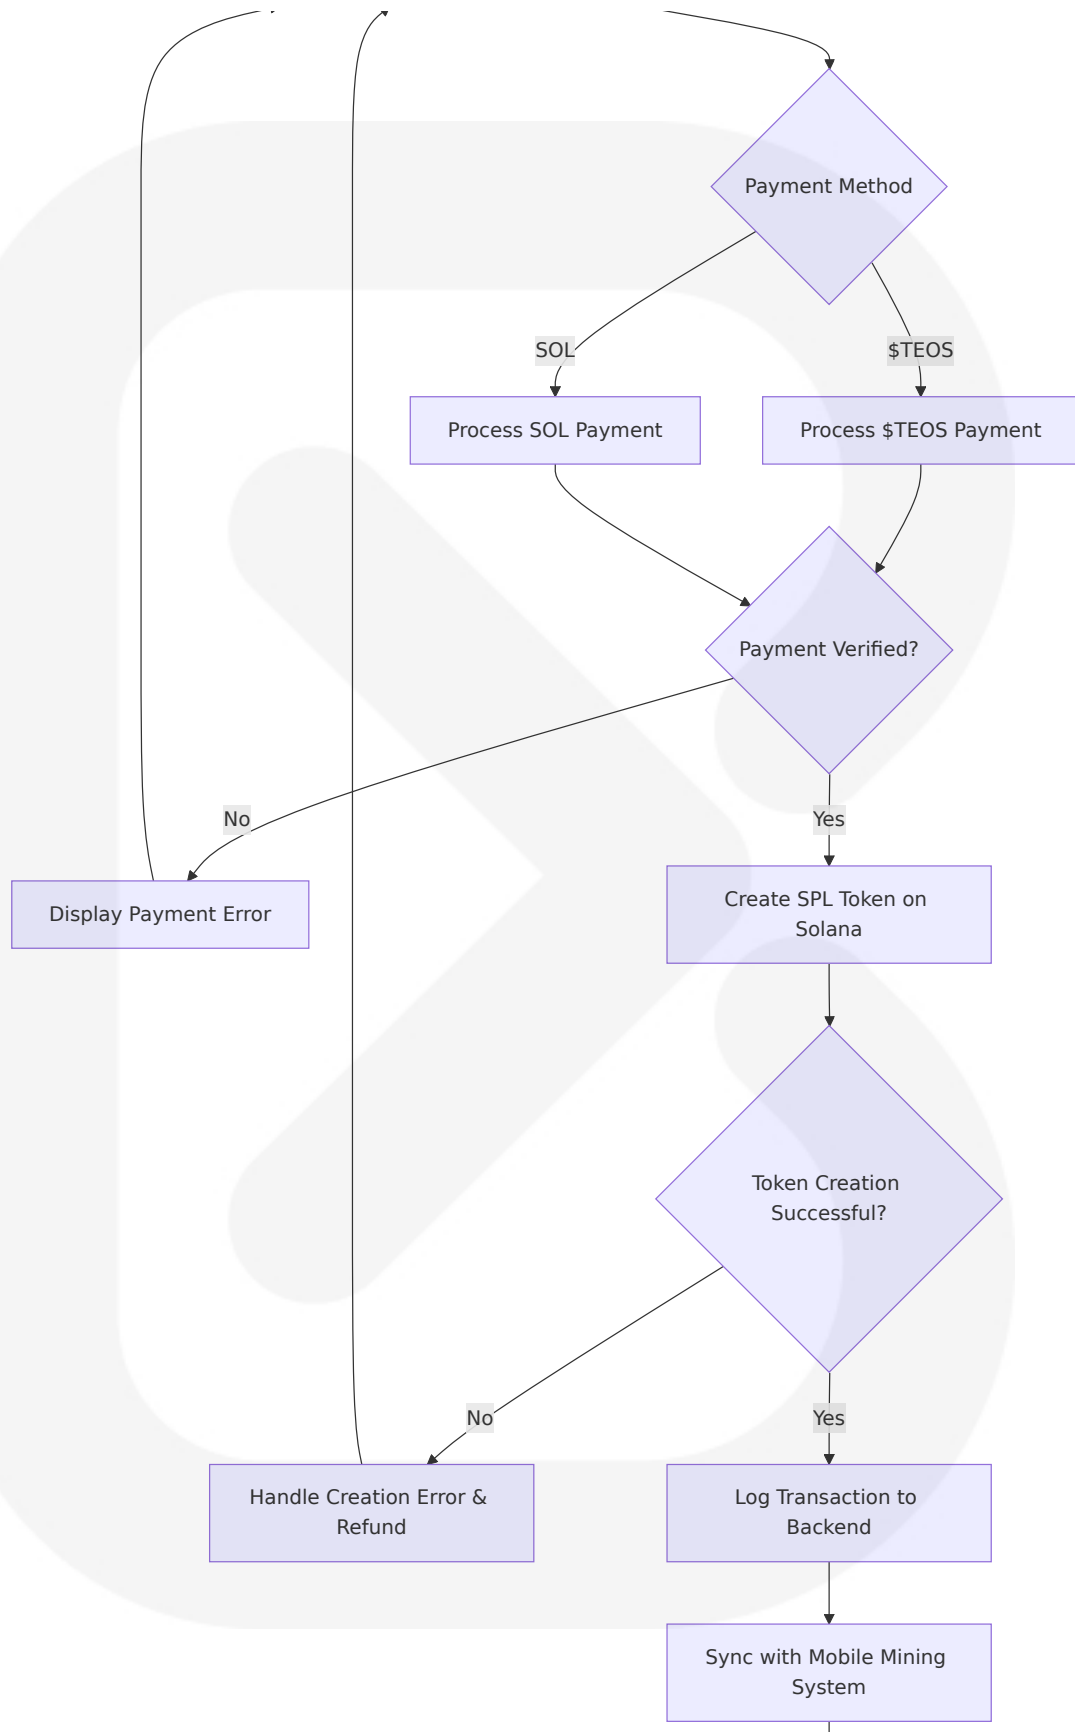 Payment Method
SOL
$TEOS
Process SOL Payment
Process $TEOS Payment
Payment Verified?
No
Yes
Display Payment Error
Create SPL Token on
Solana
Token Creation
Successful?
No
Yes
Handle Creation Error &
Refund
Log Transaction to
Backend
Sync with Mobile Mining
System